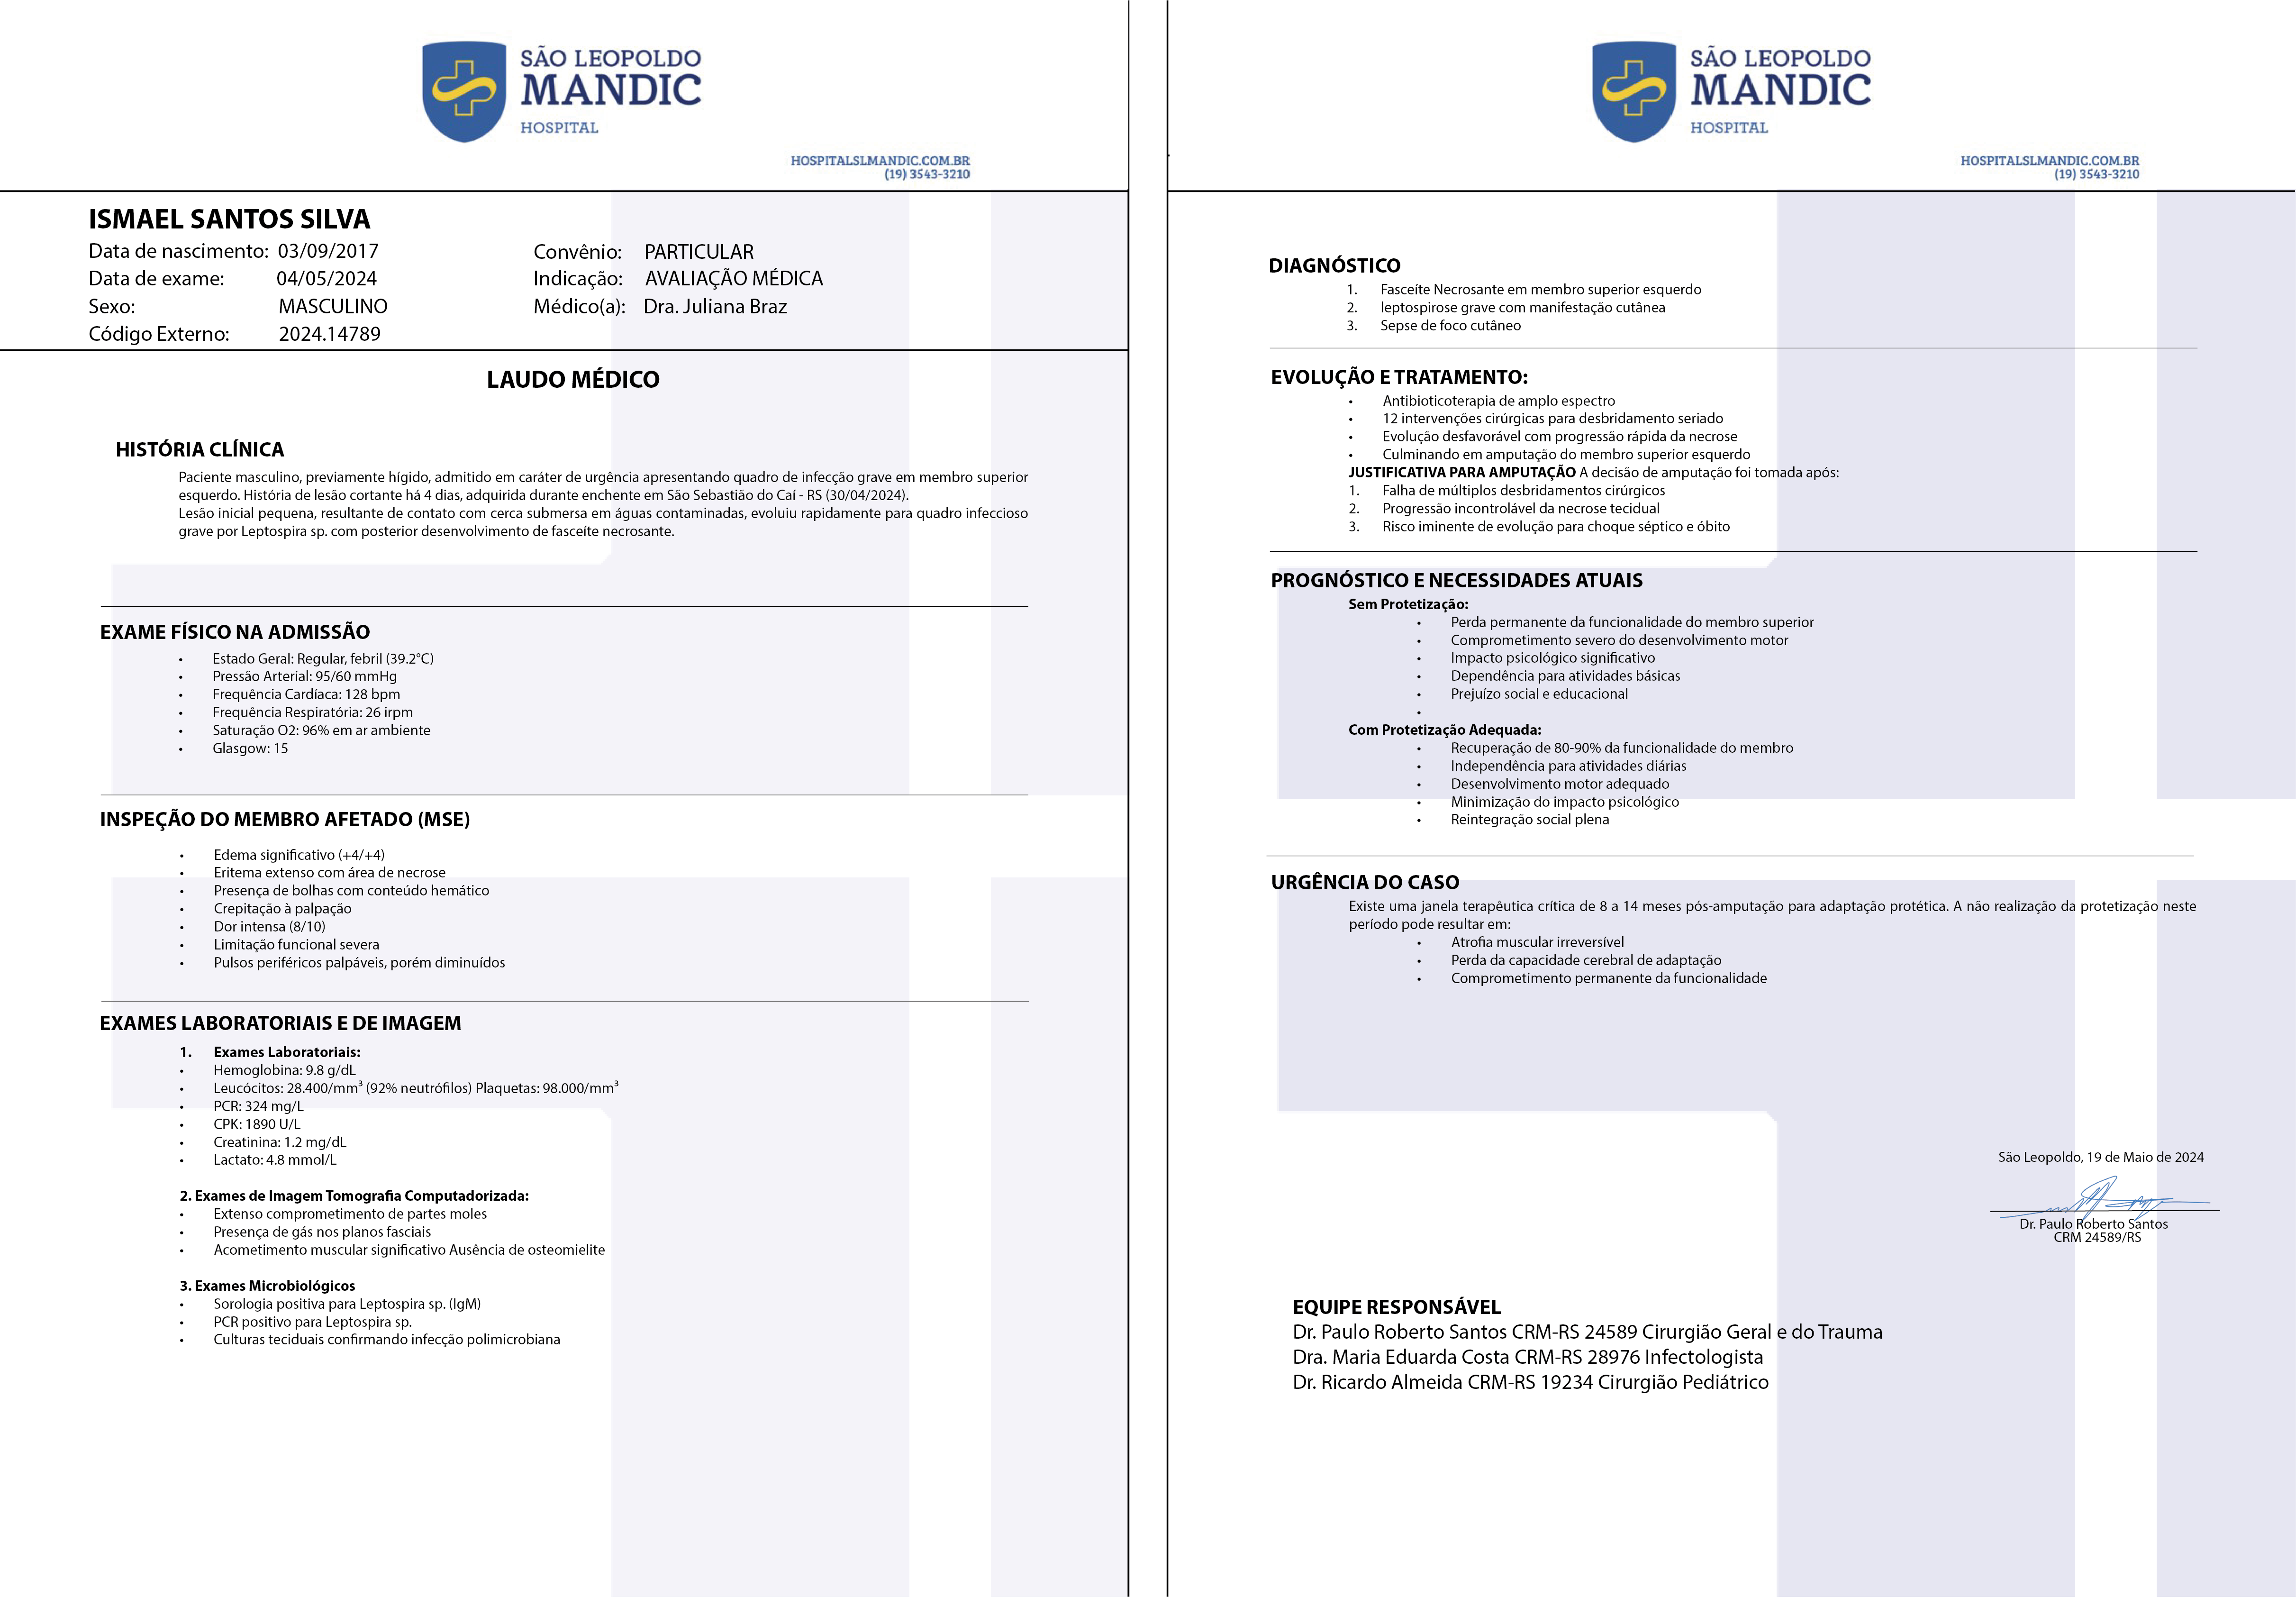 SÃO LEOPOLDO
MANDIC
HOSPITAL
HOSPITALSLMANDIC.COM.BR
(19) 3543-3210
ISMAEL SANTOS SILVA
Data de nascimento: 03/09/2017
Data de exame: 04/05/2024
Sexo: MASCULINO
Código Externo: 2024.14789
Convênio: PARTICULAR
Indicação: AVALIAÇÃO MÉDICA
Médico(a): Dra. Juliana Braz
LAUDO MÉDICO
HISTÓRIA CLÍNICA
Paciente masculino, previamente hígido, admitido em caráter de urgência apresentando quadro de infecção grave em membro superior
esquerdo. História de lesão cortante há 4 dias, adquirida durante enchente em São Sebastião do Caí - RS (30/04/2024).
Lesão inicial pequena, resultante de contato com cerca submersa em águas contaminadas, evoluiu rapidamente para quadro infeccioso
grave por Leptospira sp. com posterior desenvolvimento de fasceíte necrosante.
EXAME FÍSICO NA ADMISSÃO
• Estado Geral: Regular, febril (39.2°C)
• Pressão Arterial: 95/60 mmHg
• Frequência Cardíaca: 128 bpm
• Frequência Respiratória: 26 irpm
• Saturação O2: 96% em ar ambiente
• Glasgow: 15
INSPEÇÃO DO MEMBRO AFETADO (MSE)
• Edema significativo (+4/+4)
• Eritema extenso com área de necrose
• Presença de bolhas com conteúdo hemático
• Crepitação à palpação
• Dor intensa (8/10)
• Limitação funcional severa
• Pulsos periféricos palpáveis, porém diminuídos
EXAMES LABORATORIAIS E DE IMAGEM
1. Exames Laboratoriais:
• Hemoglobina: 9.8 g/dL
• Leucócitos: 28.400/mm³ (92% neutrófilos) Plaquetas: 98.000/mm³
• PCR: 324 mg/L
• CPK: 1890 U/L
• Creatinina: 1.2 mg/dL
• Lactato: 4.8 mmol/L
2. Exames de Imagem Tomografia Computadorizada:
• Extenso comprometimento de partes moles
• Presença de gás nos planos fasciais
• Acometimento muscular significativo Ausência de osteomielite
3. Exames Microbiológicos
• Sorologia positiva para Leptospira sp. (IgM)
• PCR positivo para Leptospira sp.
• Culturas teciduais confirmando infecção polimicrobiana
SÃO LEOPOLDO
MANDIC
HOSPITAL
HOSPITALSLMANDIC.COM.BR
(19) 3543-3210
DIAGNÓSTICO
1. Fasceíte Necrosante em membro superior esquerdo
2. leptospirose grave com manifestação cutânea
3. Sepse de foco cutâneo
EVOLUÇÃO E TRATAMENTO:
• Antibioticoterapia de amplo espectro
• 12 intervenções cirúrgicas para desbridamento seriado
• Evolução desfavorável com progressão rápida da necrose
• Culminando em amputação do membro superior esquerdo
JUSTIFICATIVA PARA AMPUTAÇÃO A decisão de amputação foi tomada após:
1. Falha de múltiplos desbridamentos cirúrgicos
2. Progressão incontrolável da necrose tecidual
3. Risco iminente de evolução para choque séptico e óbito
PROGNÓSTICO E NECESSIDADES ATUAIS
Sem Protetização:
• Perda permanente da funcionalidade do membro superior
• Comprometimento severo do desenvolvimento motor
• Impacto psicológico significativo
• Dependência para atividades básicas
• Prejuízo social e educacional
•
Com Protetização Adequada:
• Recuperação de 80-90% da funcionalidade do membro
• Independência para atividades diárias
• Desenvolvimento motor adequado
• Minimização do impacto psicológico
• Reintegração social plena
URGÊNCIA DO CASO
Existe uma janela terapêutica crítica de 8 a 14 meses pós-amputação para adaptação protética. A não realização da protetização neste
período pode resultar em:
• Atrofia muscular irreversível
• Perda da capacidade cerebral de adaptação
• Comprometimento permanente da funcionalidade
São Leopoldo, 19 de Maio de 2024
Dr. Paulo Roberto Santos
CRM 24589/RS
EQUIPE RESPONSÁVEL
Dr. Paulo Roberto Santos CRM-RS 24589 Cirurgião Geral e do Trauma
Dra. Maria Eduarda Costa CRM-RS 28976 Infectologista
Dr. Ricardo Almeida CRM-RS 19234 Cirurgião Pediátrico